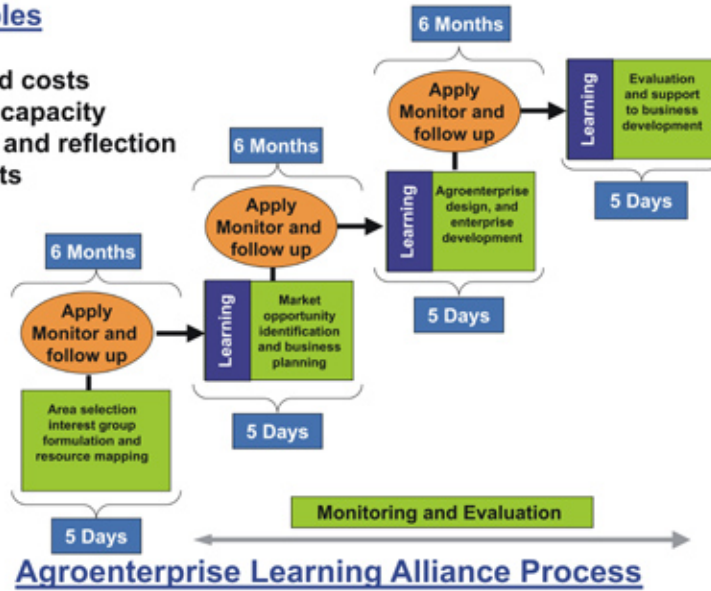 6 Months
Apply
Monitor and
follow up
Learning
Evaluation
and support
to business
development
5 Days
6 Months
Apply
Monitor and
follow up
Learning
Agroenterprise
design, and
enterprise
development
5 Days
6 Months
Apply
Monitor and
follow up
Learning
Market
opportunity
identification
and business
planning
5 Days
costs
capacity
and reflection
Area selection
interest group
formulation and
resource mapping
5 Days
Monitoring and Evaluation
Agroenterprise Learning Alliance Process